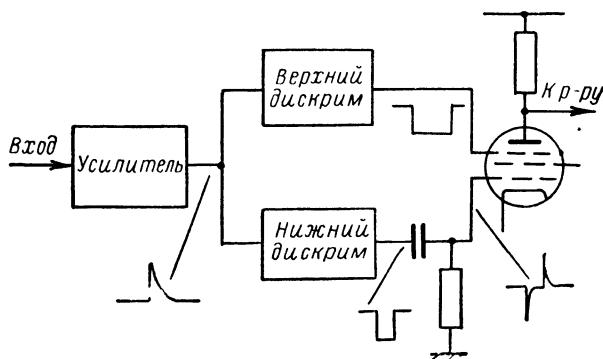 Вход
Усилитель
Верхний
дискрим
Нижний
дискрим
К р-ру